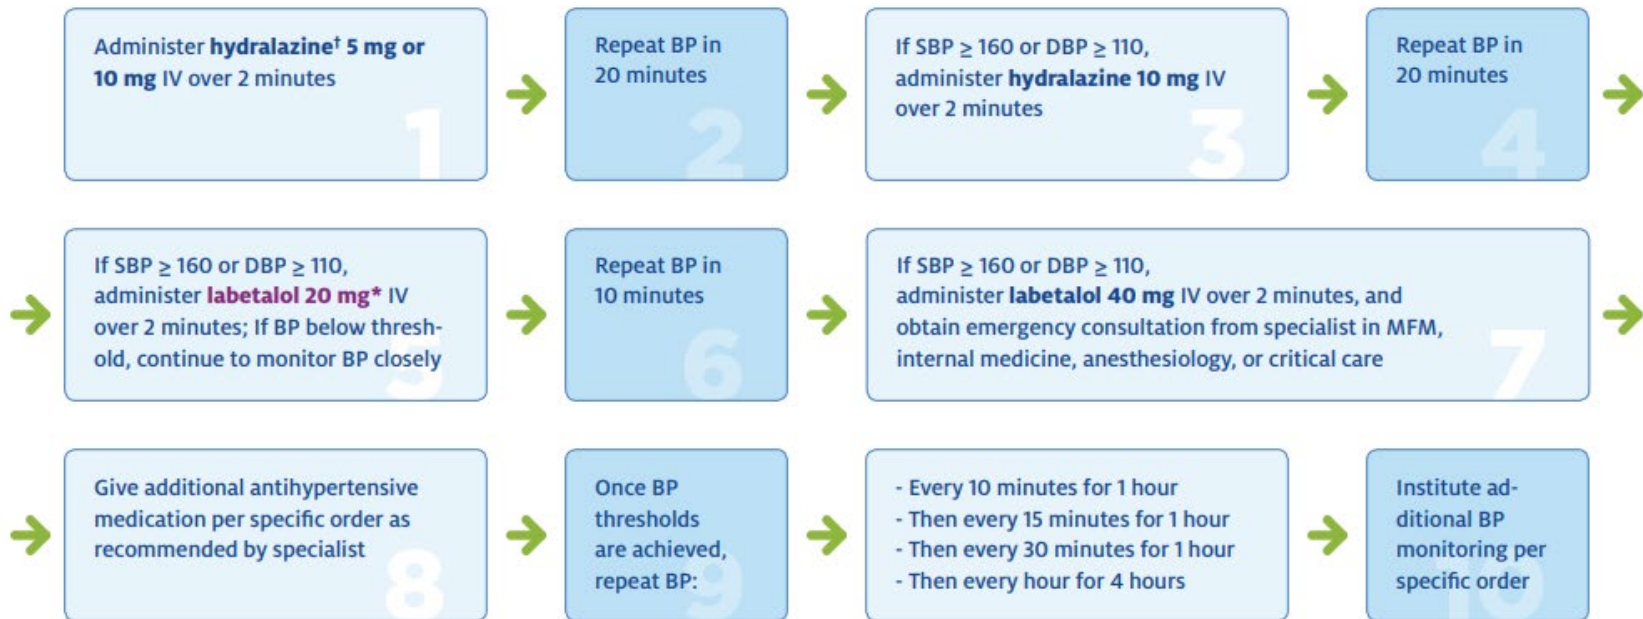 Administer hydralazine† 5 mg or
10 mg IV over 2 minutes
1
Repeat BP in
20 minutes
2
If SBP ≥ 160 or DBP ≥ 110,
administer hydralazine 10 mg IV
over 2 minutes
3
Repeat BP in
20 minutes
4
If SBP ≥ 160 or DBP ≥ 110,
administer labetalol 20 mg* IV
over 2 minutes; If BP below thresh-
old, continue to monitor BP closely
5
Repeat BP in
10 minutes
6
If SBP ≥ 160 or DBP ≥ 110,
administer labetalol 40 mg IV over 2 minutes, and
obtain emergency consultation from specialist in MFM,
internal medicine, anesthesiology, or critical care
7
Give additional antihypertensive
medication per specific order as
recommended by specialist
8
Once BP
thresholds
are achieved,
repeat BP:
9
- Every 10 minutes for 1 hour
- Then every 15 minutes for 1 hour
- Then every 30 minutes for 1 hour
- Then every hour for 4 hours
Institute ad-
ditional BP
monitoring per
specific order
10